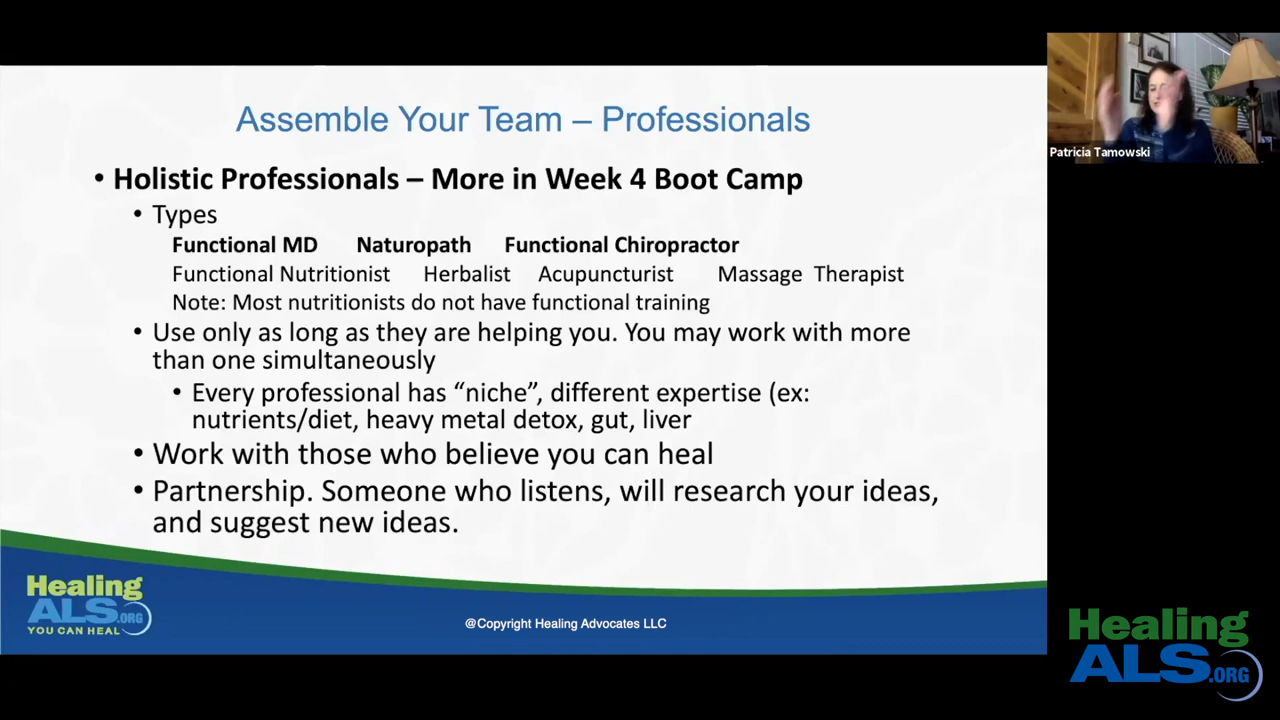 Assemble Your Team – Professionals
• Holistic Professionals – More in Week 4 Boot Camp
• Types
Functional MD Naturopath Functional Chiropractor
Functional Nutritionist Herbalist Acupuncturist Massage Therapist
Note: Most nutritionists do not have functional training
• Use only as long as they are helping you. You may work with more
than one simultaneously
• Every professional has “niche”, different expertise (ex:
nutrients/diet, heavy metal detox, gut, liver
• Work with those who believe you can heal
• Partnership. Someone who listens, will research your ideas,
and suggest new ideas.
Healing
ALS.ORG
YOU CAN HEAL
@Copyright Healing Advocates LLC
Patricia Tamowski
Healing
ALS.ORG